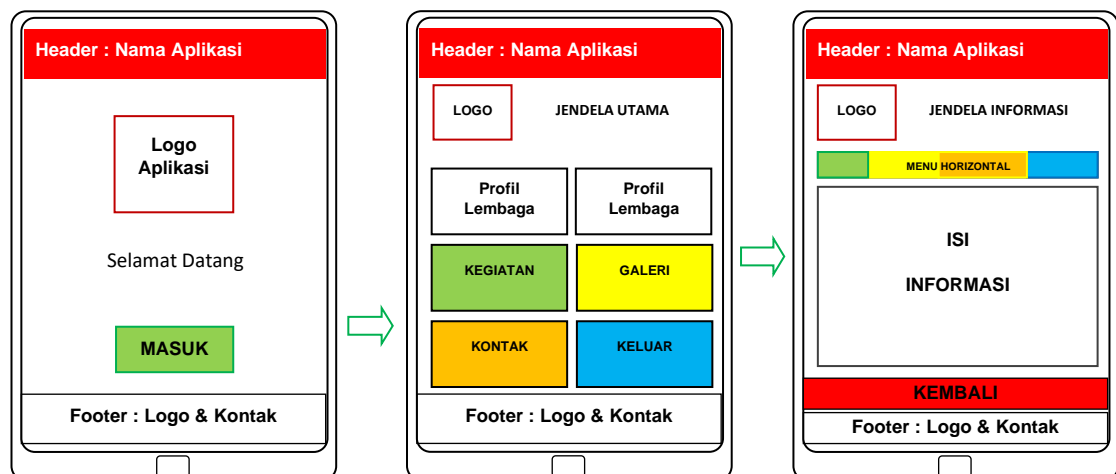 Header : Nama Aplikasi
Logo
Aplikasi
Selamat Datang
MASUK
Footer : Logo & Kontak
Header : Nama Aplikasi
LOGO
JENDELA UTAMA
Profil
Lembaga
Profil
Lembaga
KEGIATAN
GALERI
KONTAK
KELUAR
Footer : Logo & Kontak
Header : Nama Aplikasi
LOGO
JENDELA INFORMASI
MENU HORIZONTAL
ISI
INFORMASI
KEMBALI
Footer : Logo & Kontak